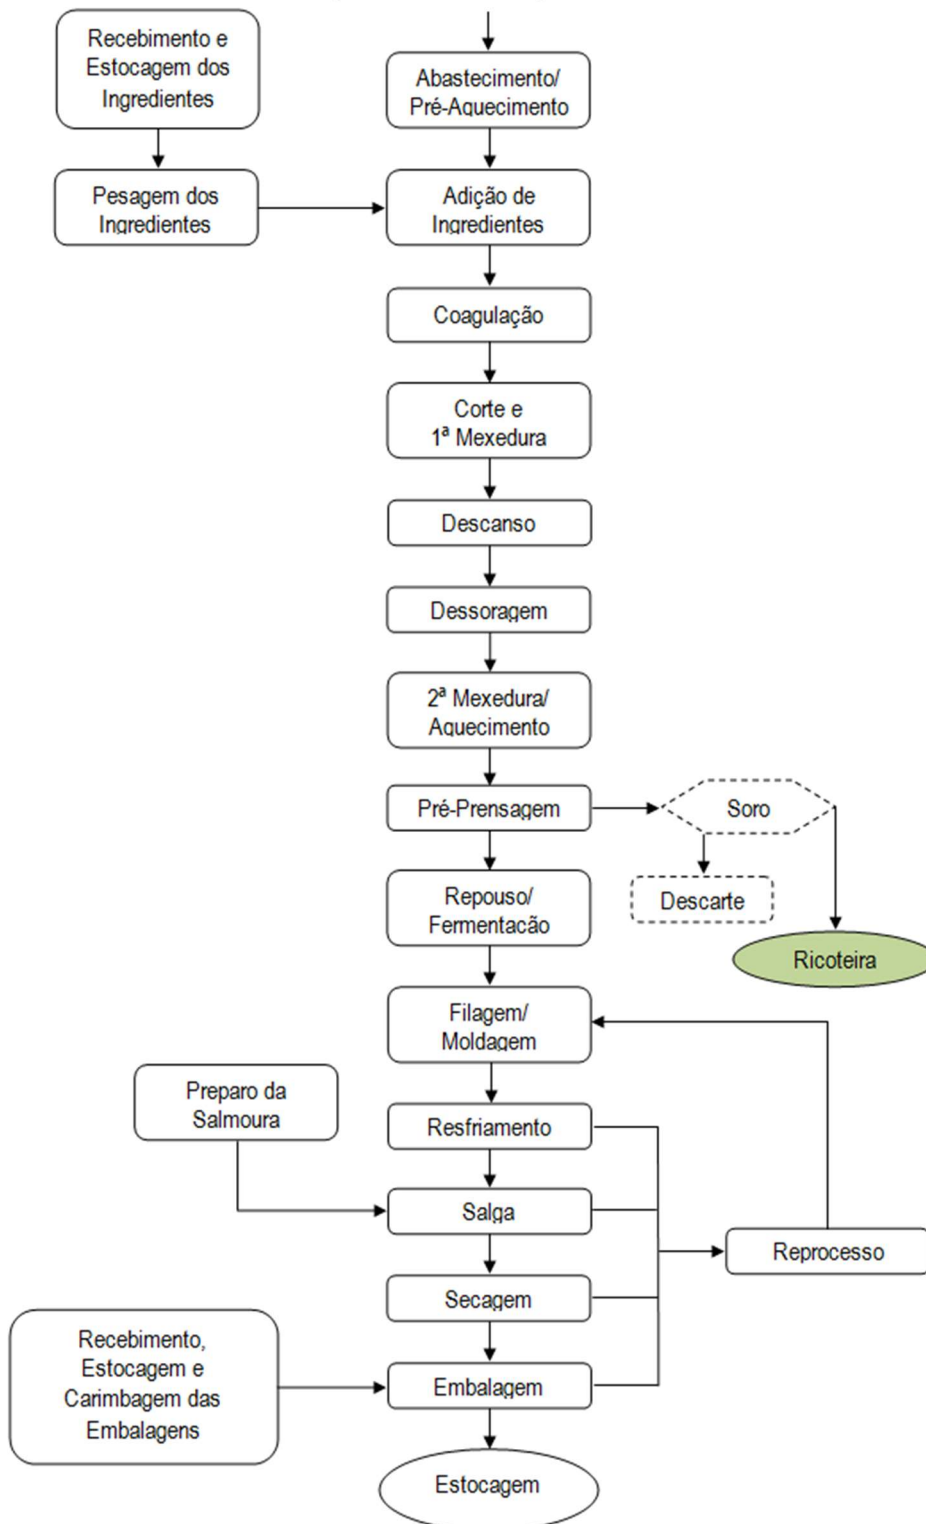 Recebimento e
Estocagem dos
Ingredientes
Abastecimento/
Pré-Aquecimento
Pesagem dos
Ingredientes
Adição de
Ingredientes
Coagulação
Corte e
1ª Mexedura
Descanso
Dessoragem
2ª Mexedura/
Aquecimento
Pré-Prensagem
Soro
Descarte
Ricoteira
Repouso/
Fermentação
Filagem/
Moldagem
Preparo da
Salmoura
Resfriamento
Salga
Reprocesso
Secagem
Recebimento,
Estocagem e
Carimbagem das
Embalagens
Embalagem
Estocagem